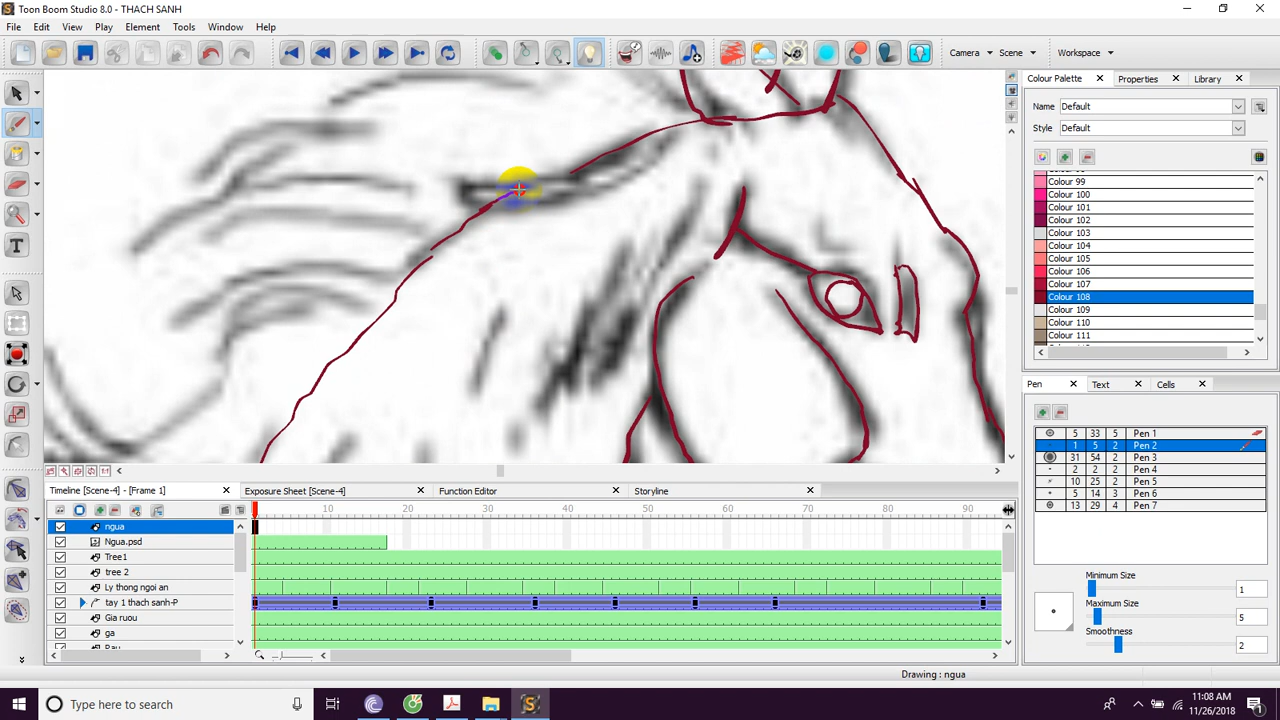 Toon Boom Studio 8.0 - THACH SANH
File Edit View Play Element Tools Window Help
Camera Scene Workspace
Colour Palette Properties Library
Name Default
Style Default
Colour 99
Colour 100
Colour 101
Colour 102
Colour 103
Colour 104
Colour 105
Colour 106
Colour 107
Colour 108
Colour 109
Colour 110
Colour 111
Pen Text Cells
5 33 5 Pen 1
1 5 2 Pen 2
31 54 2 Pen 3
2 2 2 Pen 4
10 25 2 Pen 5
5 14 3 Pen 6
13 29 4 Pen 7
Minimum Size
1
Maximum Size
5
Smoothness
2
Timeline [Scene-4] - [Frame 1] Exposure Sheet [Scene-4] Function Editor Storyline
10 20 30 40 50 60 70 80 90
ngua
Ngua.psd
Tree1
tree 2
Ly thong ngoi an
tay 1 thach sanh-P
Gia ruou
ga
Drawing : ngua
Type here to search
11:08 AM
11/26/2018